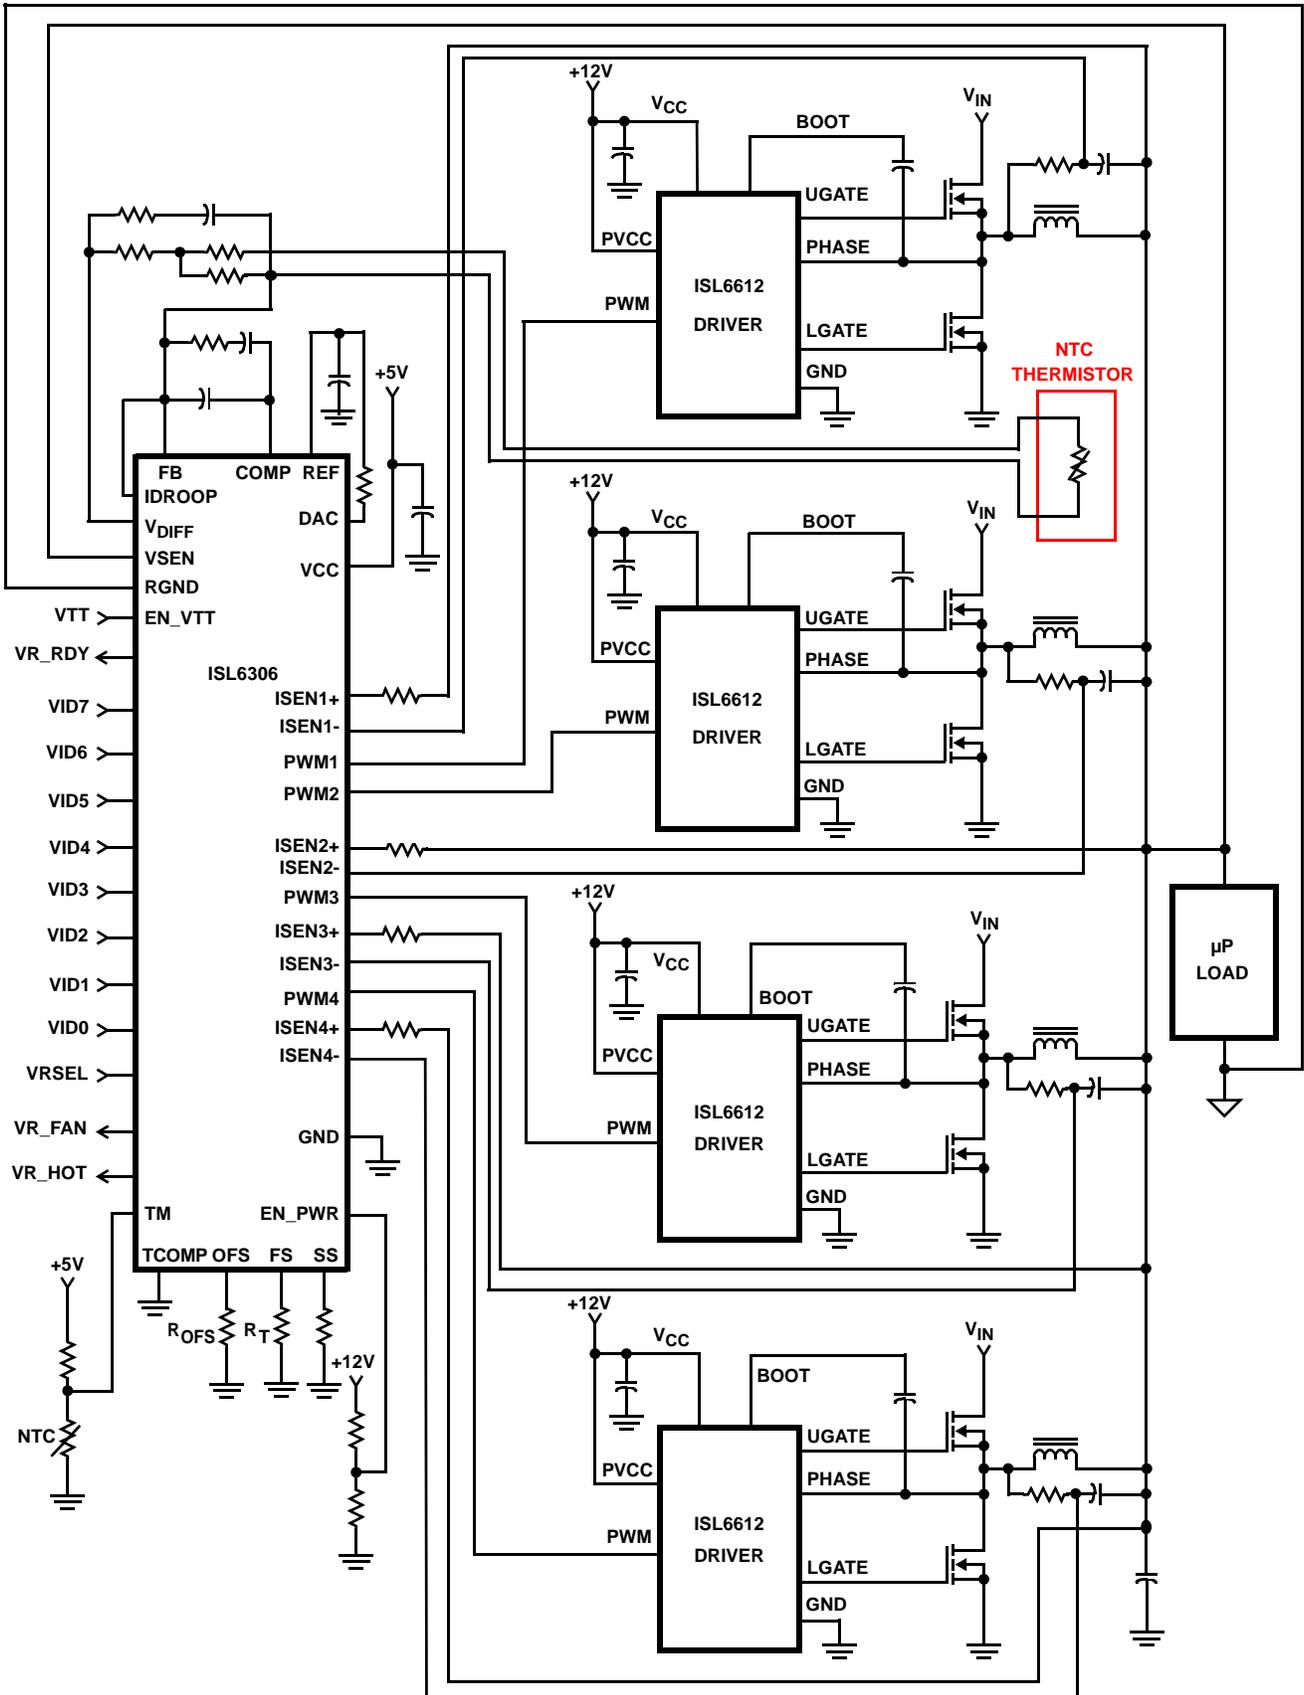 +12V
VCC
BOOT
VIN
UGATE
PVCC
PHASE
ISL6612
DRIVER
PWM
LGATE
GND
NTC
THERMISTOR
+5V
FB
COMP
REF
IDROOP
VDIFF
DAC
VSEN
VCC
RGND
VTT
EN_VTT
VR_RDY
ISL6306
VID7
ISEN1+
ISEN1-
VID6
PWM1
VID5
PWM2
VID4
ISEN2+
ISEN2-
VID3
PWM3
VID2
ISEN3+
ISEN3-
VID1
PWM4
VID0
ISEN4+
ISEN4-
VRSEL
VR_FAN
GND
VR_HOT
TM
EN_PWR
TCOMP
OFS
FS
SS
+5V
ROFS
RT
+12V
NTC
+12V
VCC
BOOT
VIN
UGATE
PVCC
PHASE
ISL6612
DRIVER
PWM
LGATE
GND
+12V
VCC
BOOT
VIN
UGATE
PVCC
PHASE
ISL6612
DRIVER
PWM
LGATE
GND
µP
LOAD
+12V
VCC
BOOT
VIN
UGATE
PVCC
PHASE
ISL6612
DRIVER
PWM
LGATE
GND